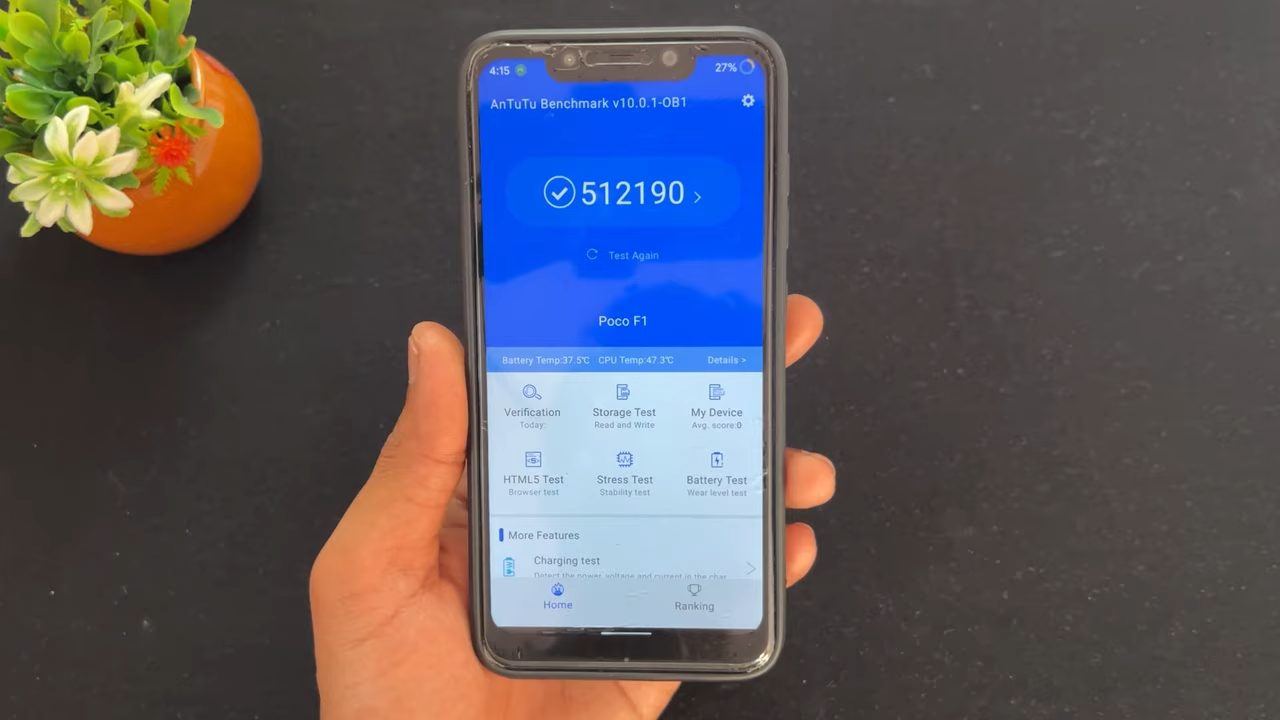 4:15 27%
AnTuTu Benchmark v10.0.1-OB1
512190 >
Test Again
Poco F1
Battery Temp:37.5℃ CPU Temp:47.3℃ Details >
Verification Storage Test My Device
Today: Read and Write Avg. score:0
HTML5 Test Stress Test Battery Test
Browser test Stability test Wear level test
More Features
Charging test
Detect the power, voltage and current in the char
Home Ranking